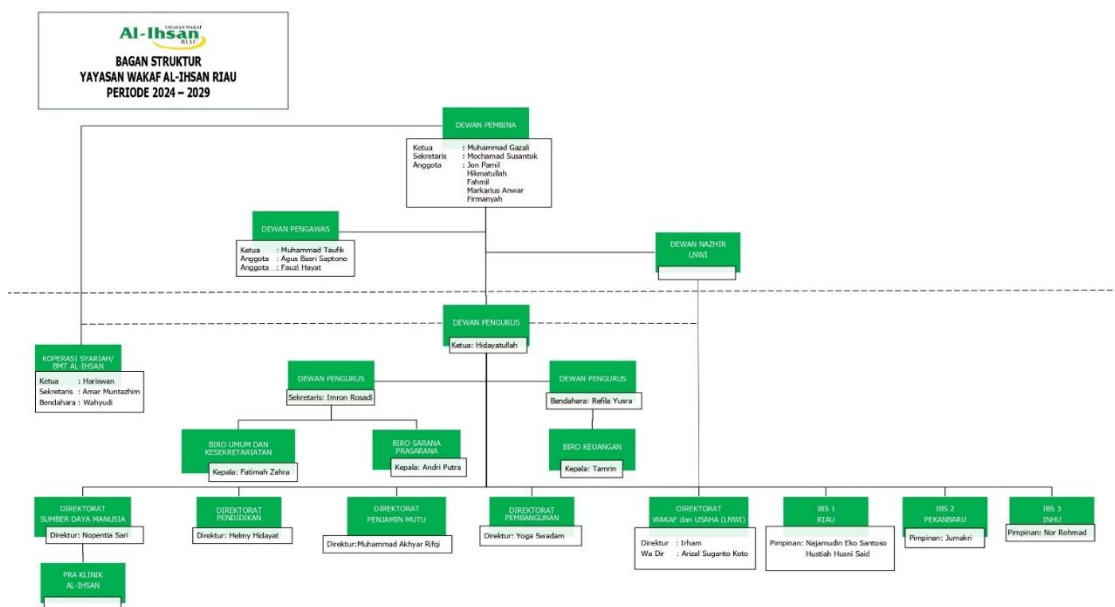 YAYASAN WAKAF
Al-Ihsan
RIAU
BAGAN STRUKTUR
YAYASAN WAKAF AL-IHSAN RIAU
PERIODE 2024 – 2029
DEWAN PEMBINA
Ketua : Muhammad Gazali
Sekretaris : Mochamad Susantok
Anggota : Jon Pamil
Hikmatullah
Fahmil
Markarius Anwar
Firmanyah
DEWAN PENGAWAS
Ketua : Muhammad Taufik
Anggota : Agus Basri Saptono
Anggota : Fauzi Hayat
DEWAN NAZHIR
LNWI
DEWAN PENGURUS
Ketua: Hidayatullah
KOPERASI SYARIAH/
BMT AL-IHSAN
Ketua : Hariswan
Sekretaris : Amar Muntazhim
Bendahara : Wahyudi
DEWAN PENGURUS
Sekretaris: Imron Rosadi
DEWAN PENGURUS
Bendahara: Refila Yusra
BIRO UMUM DAN
KESEKRETARIATAN
Kepala: Fatimah Zahra
BIRO SARANA
PRASARANA
Kepala: Andri Putra
BIRO KEUANGAN
Kepala: Tamrin
DIREKTORAT
SUMBER DAYA MANUSIA
Direktur: Nopentia Sari
DIREKTORAT
PENDIDIKAN
Direktur: Helmy Hidayat
DIREKTORAT
PENJAMIN MUTU
Direktur:Muhammad Akhyar Rifqi
DIREKTORAT
PEMBANGUNAN
Direktur: Yoga Swadam
DIREKTORAT
WAKAF dan USAHA (LNWI)
Direktur : Irham
Wa Dir : Arizal Suganto Koto
IBS 1
RIAU
Pimpinan: Najamudin Eko Santoso
Hustiah Husni Said
IBS 2
PEKANBARU
Pimpinan: Jumakri
IBS 3
INHU
Pimpinan: Nor Rohmad
PRA KLINIK
AL-IHSAN